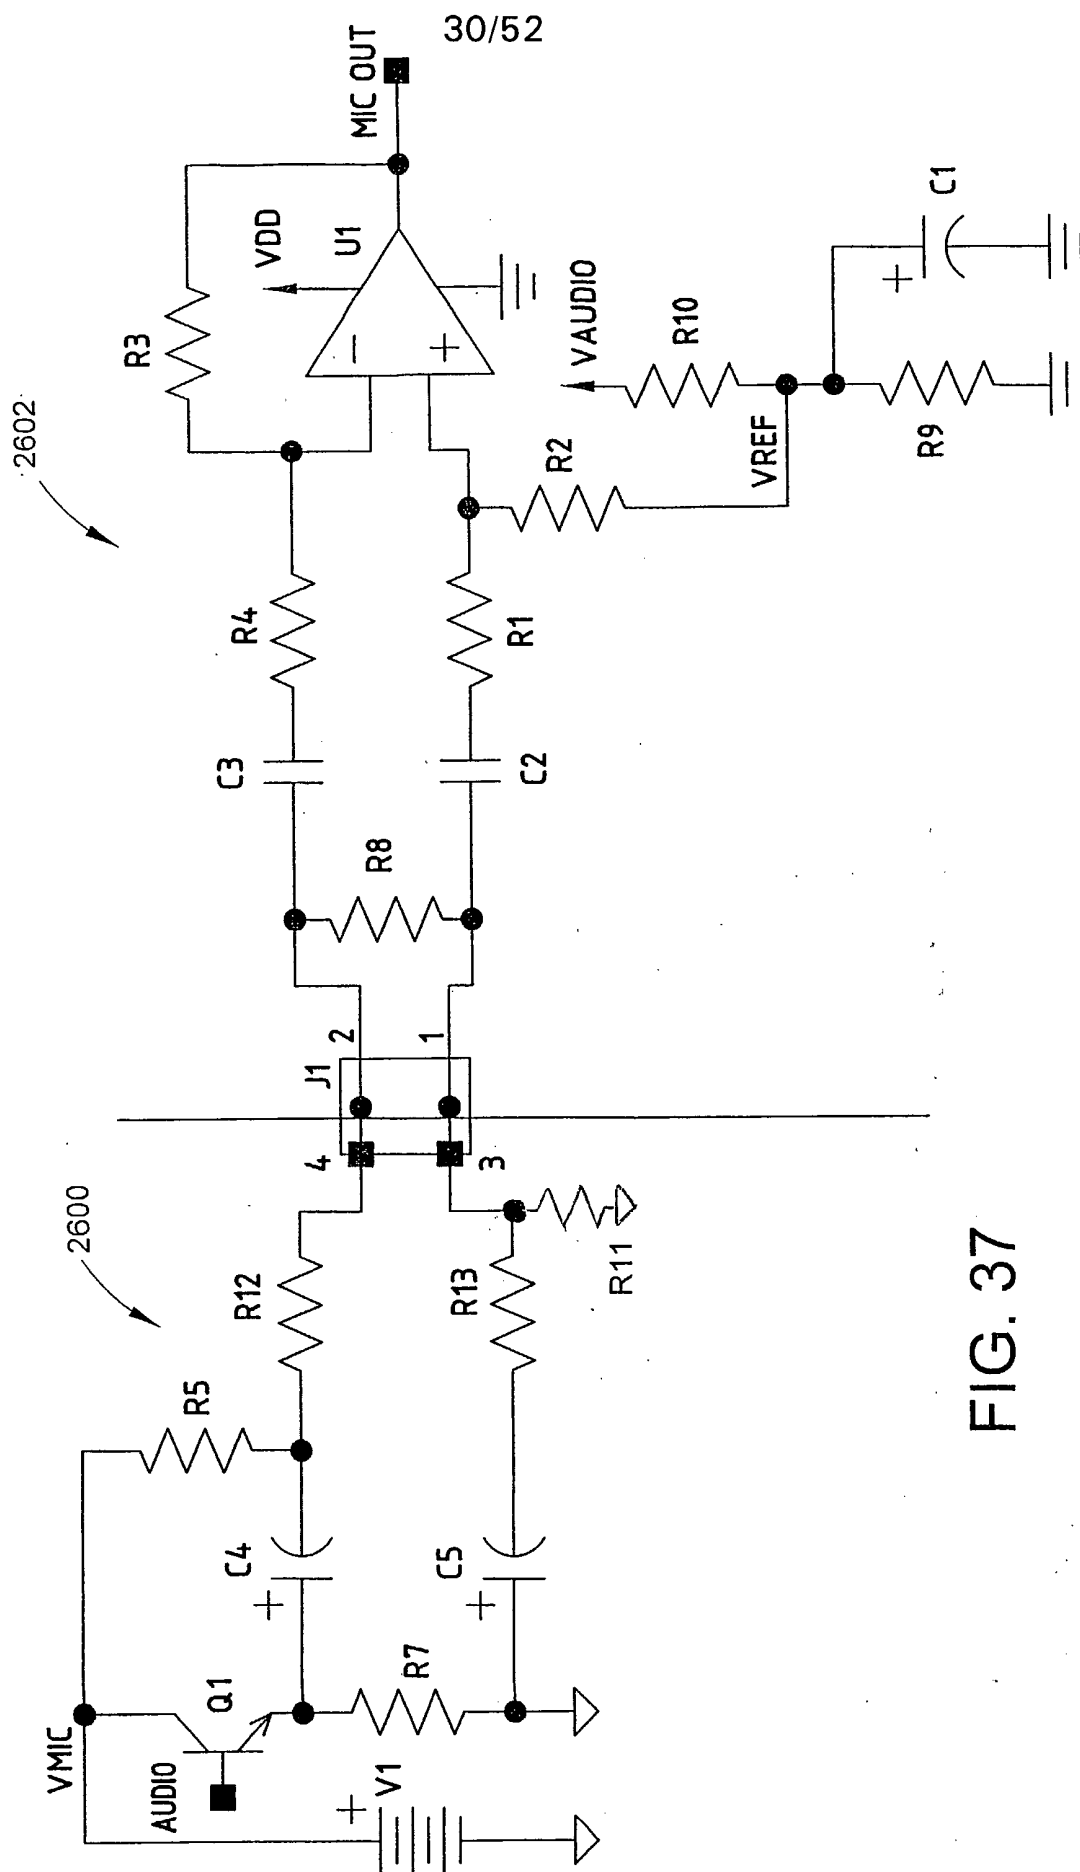 30/52
2600
2602
VMIC
AUDIO
Q1
V1
+
R7
C4
+
C5
+
R5
R12
R13
R11
J1
4
3
2
1
R8
C3
C2
R4
R1
R3
R2
VDD
U1
−
+
MIC OUT
VAUDIO
R10
VREF
R9
C1
+
FIG. 37